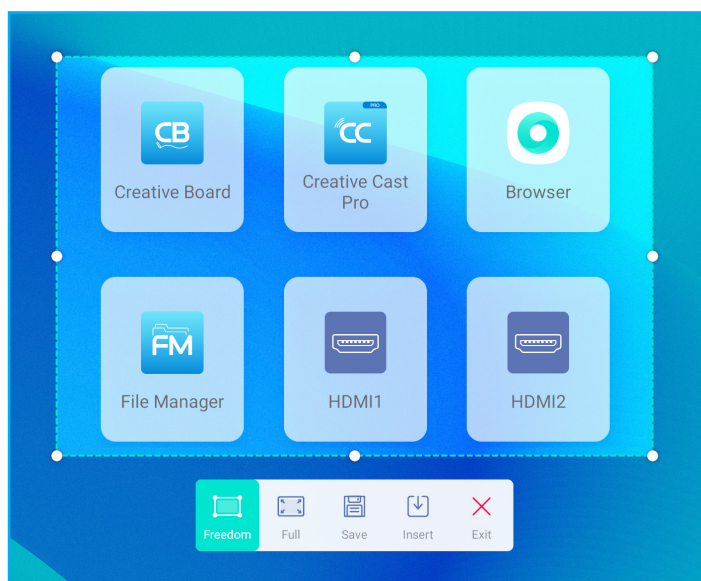 CB
Creative Board
PRO
CC
Creative Cast
Pro
Browser
FM
File Manager
HDMI1
HDMI2
Freedom
Full
Save
Insert
Exit